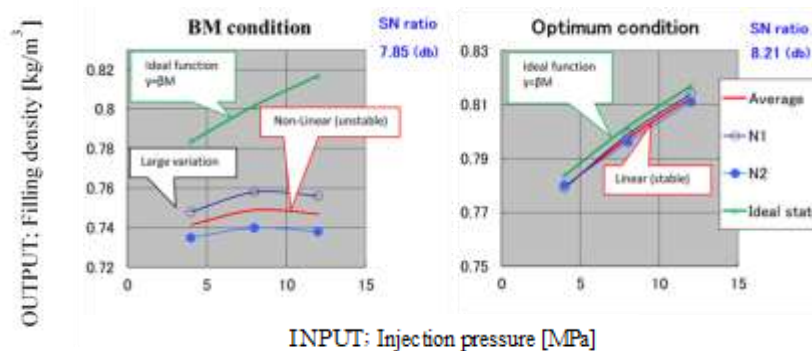 OUTPUT; Filling density [kg/m³]
BM condition
SN ratio
7.85 (db)
0.82
0.8
0.78
0.76
0.74
0.72
0
5
10
15
Ideal function
y=βM
Non-Linear (unstable)
Large variation
Optimum condition
SN ratio
8.21 (db)
0.83
0.81
0.79
0.77
0.75
0
5
10
15
Ideal function
y=βM
Linear (stable)
Average
N1
N2
Ideal stat
INPUT; Injection pressure [MPa]